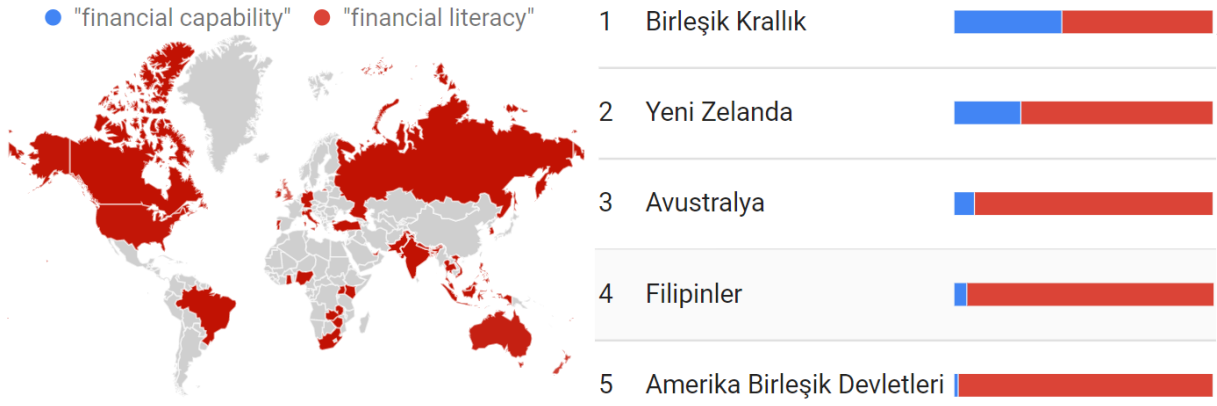 "financial capability" "financial literacy"
1 Birleşik Krallık
2 Yeni Zelanda
3 Avustralya
4 Filipinler
5 Amerika Birleşik Devletleri